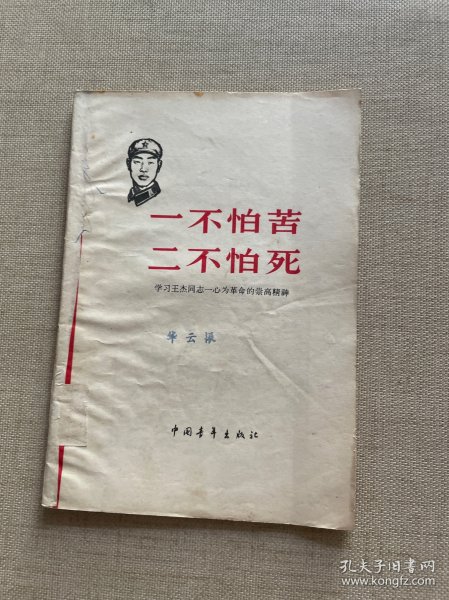 一不怕苦
二不怕死
学习王杰同志一心为革命的崇高精神
华云
中国青年出版社
孔夫子旧书网
www.kongfz.com